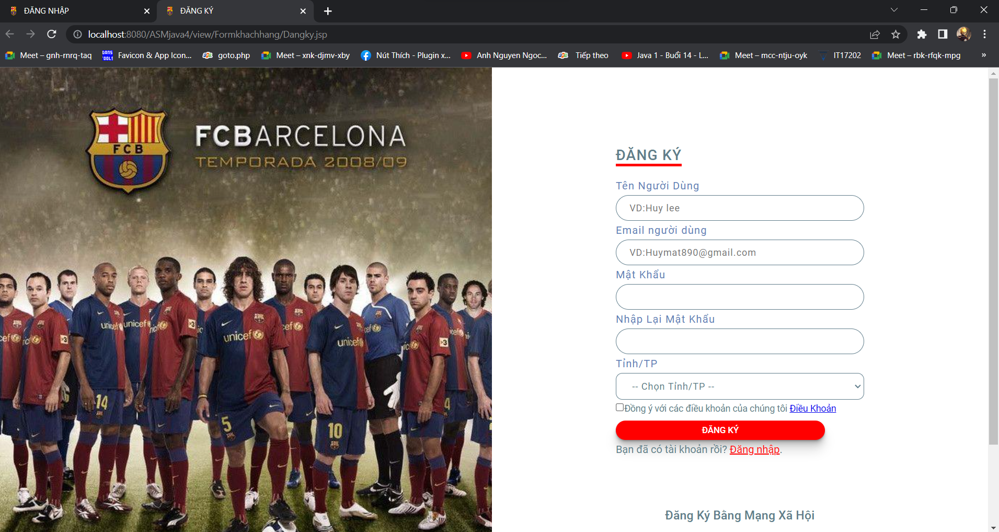 ĐĂNG NHẬP
ĐĂNG KÝ
localhost:8080/ASMjava4/view/Formkhachhang/Dangky.jsp
Meet – gnh-rnrq-taq
Favicon & App Icon...
goto.php
Meet – xnk-djmv-xby
Nút Thích - Plugin x...
Anh Nguyen Ngoc...
Tiếp theo
Java 1 - Buổi 14 - L...
Meet – mcc-ntju-oyk
IT17202
Meet – rbk-rfqk-mpg
»
FCB
FCBARCELONA
TEMPORADA 2008/09
unicef
unicef
unicef
unicef
14
5
10
4
ĐĂNG KÝ
Tên Người Dùng
VD:Huy lee
Email người dùng
VD:Huymat890@gmail.com
Mật Khẩu
Nhập Lại Mật Khẩu
Tỉnh/TP
-- Chọn Tỉnh/TP --
Đồng ý với các điều khoản của chúng tôi Điều Khoản
ĐĂNG KÝ
Bạn đã có tài khoản rồi? Đăng nhập.
Đăng Ký Bằng Mạng Xã Hội